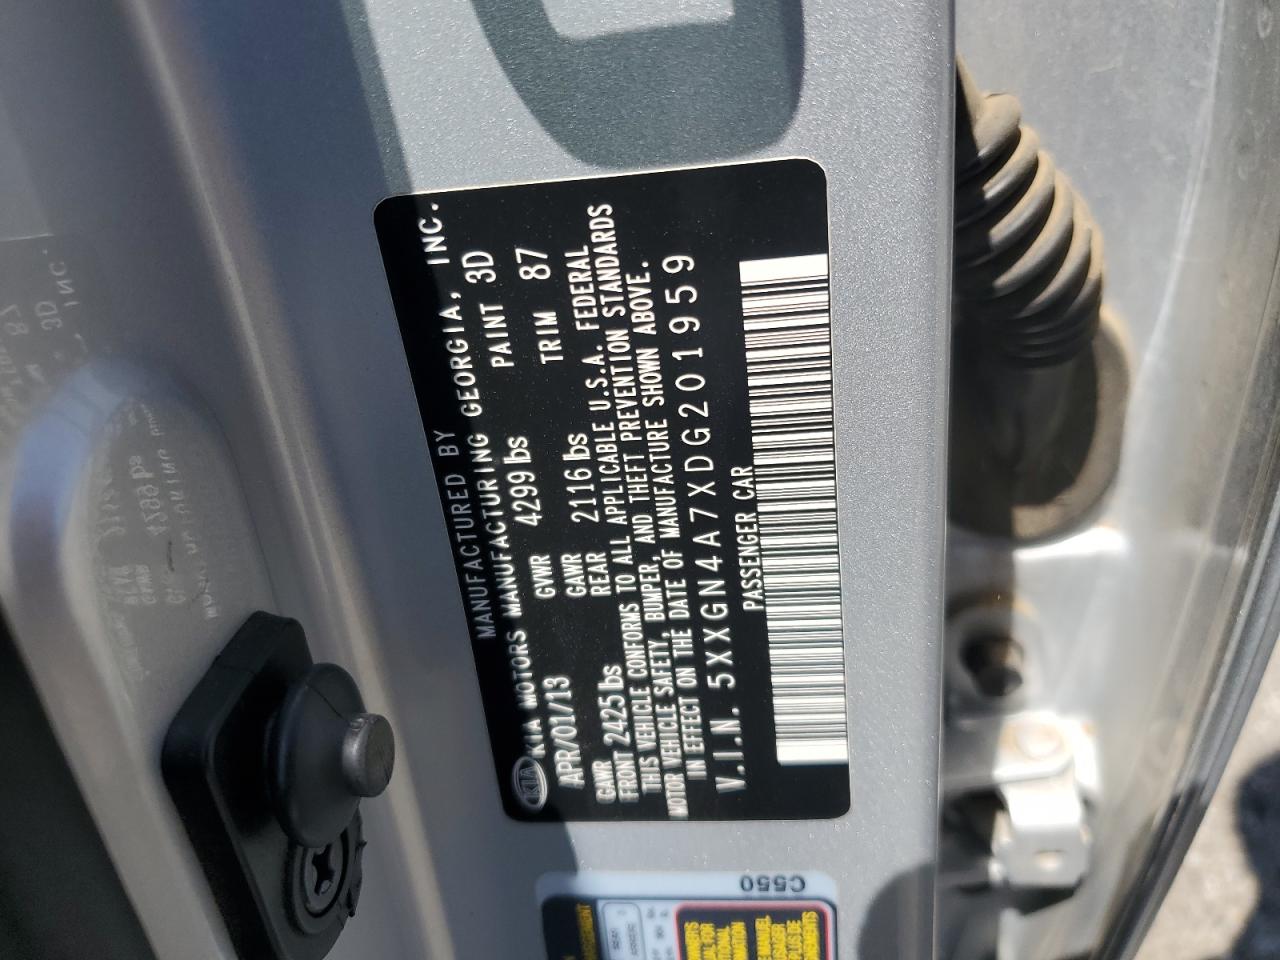 MANUFACTURED BY
KIA KIA MOTORS MANUFACTURING GEORGIA, INC.
APR/01/13 GVWR 4299 lbs PAINT 3D
GAWR FRONT 2425 lbs GAWR REAR 2116 lbs TRIM 87
THIS VEHICLE CONFORMS TO ALL APPLICABLE U.S.A. FEDERAL
MOTOR VEHICLE SAFETY, BUMPER, AND THEFT PREVENTION STANDARDS
IN EFFECT ON THE DATE OF MANUFACTURE SHOWN ABOVE.
V.I.N. 5XXGN4A7XDG201959
PASSENGER CAR
C550